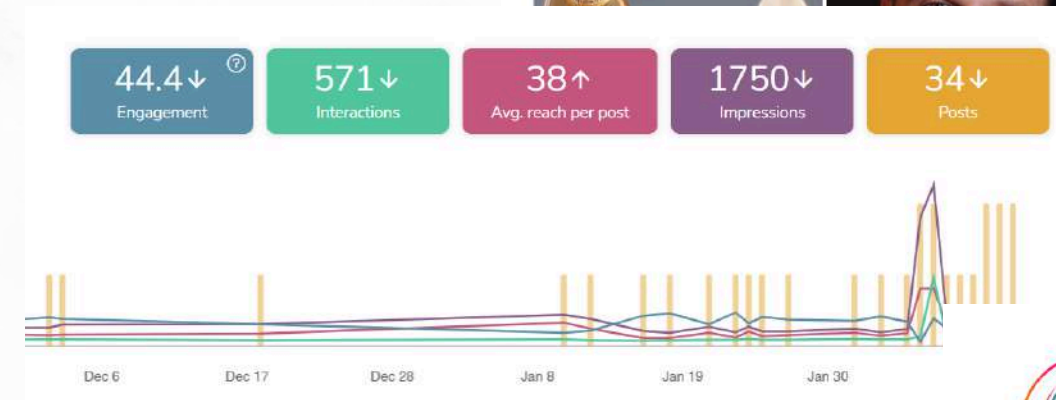 44.4↓ ?
Engagement
571↓
Interactions
38↑
Avg. reach per post
1750↓
Impressions
34↓
Posts
Dec 6 Dec 17 Dec 28 Jan 8 Jan 19 Jan 30